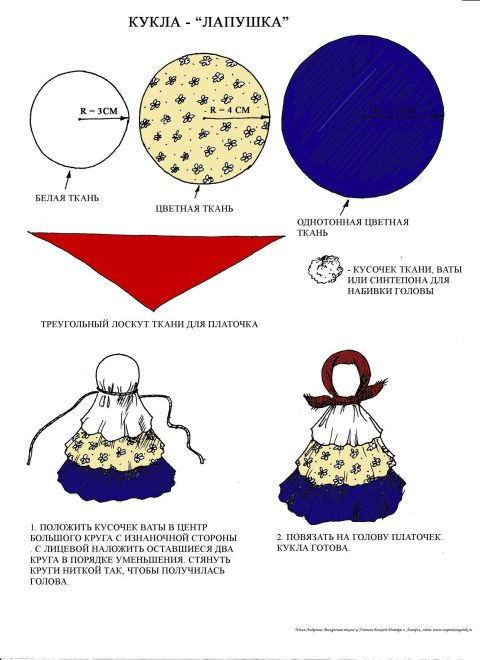 КУКЛА - “ЛАПУШКА”
R = 3СМ
R = 4 СМ
БЕЛАЯ ТКАНЬ
ЦВЕТНАЯ ТКАНЬ
ОДНОТОННАЯ ЦВЕТНАЯ
ТКАНЬ
- КУСОЧЕК ТКАНИ, ВАТЫ
ИЛИ СИНТЕПОНА ДЛЯ
НАБИВКИ ГОЛОВЫ
ТРЕУГОЛЬНЫЙ ЛОСКУТ ТКАНИ ДЛЯ ПЛАТОЧКА
1. ПОЛОЖИТЬ КУСОЧЕК ВАТЫ В ЦЕНТР
БОЛЬШОГО КРУГА С ИЗНАНОЧНОЙ СТОРОНЫ
. С ЛИЦЕВОЙ НАЛОЖИТЬ ОСТАВШИЕСЯ ДВА
КРУГА В ПОРЯДКЕ УМЕНЬШЕНИЯ. СТЯНУТЬ
КРУГИ НИТКОЙ ТАК, ЧТОБЫ ПОЛУЧИЛАСЬ
ГОЛОВА.
2. ПОВЯЗАТЬ НА ГОЛОВУ ПЛАТОЧЕК.
КУКЛА ГОТОВА.